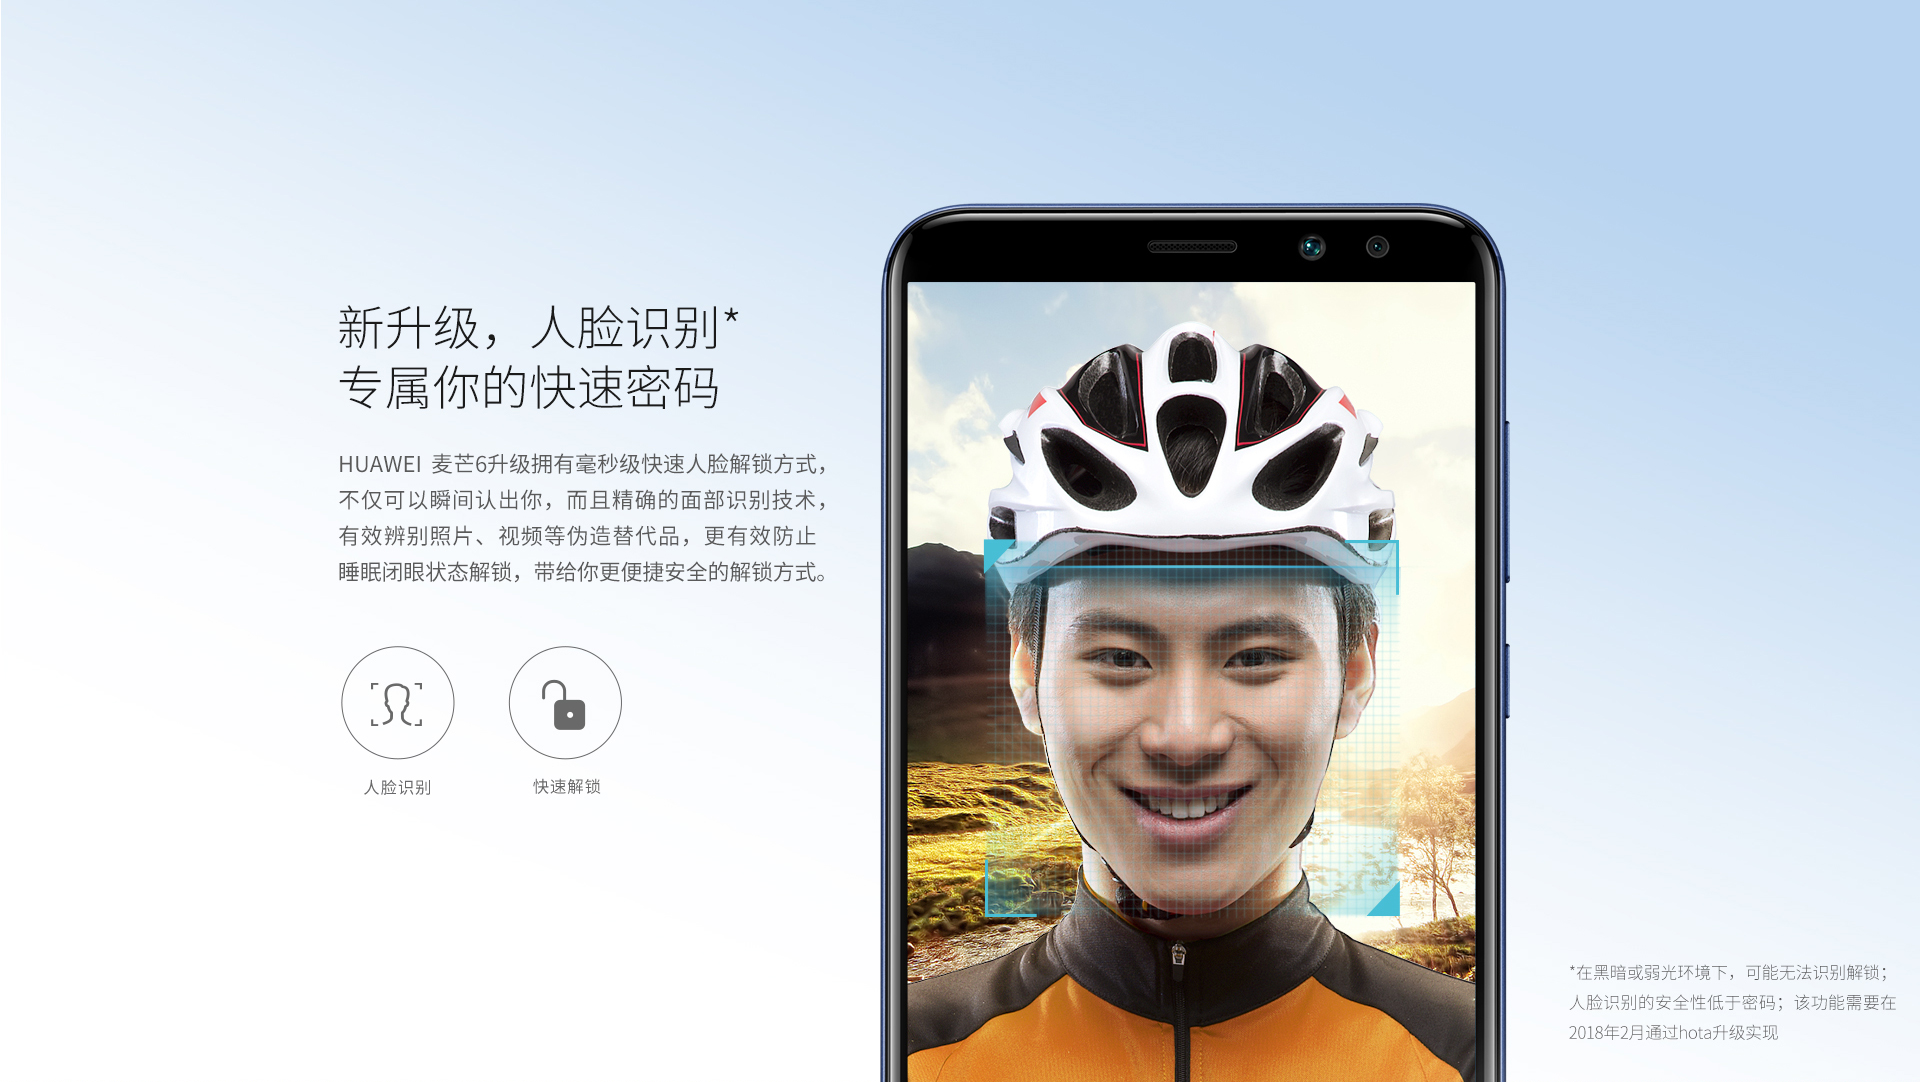 新升级，人脸识别*
专属你的快速密码
HUAWEI 麦芒6升级拥有毫秒级快速人脸解锁方式，
不仅可以瞬间认出你，而且精确的面部识别技术，
有效辨别照片、视频等伪造替代品，更有效防止
睡眠闭眼状态解锁，带给你更便捷安全的解锁方式。
人脸识别
快速解锁
*在黑暗或弱光环境下，可能无法识别解锁；
人脸识别的安全性低于密码；该功能需要在
2018年2月通过hota升级实现